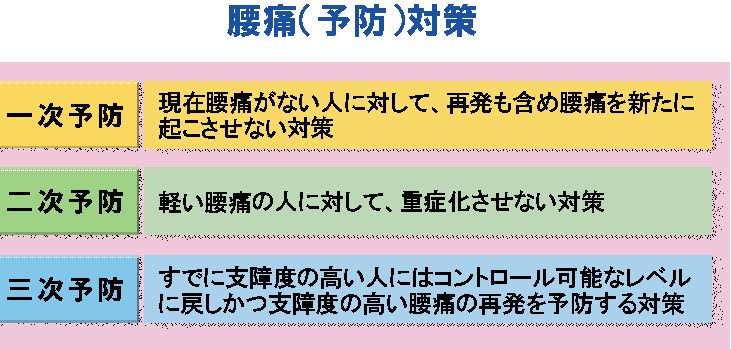 腰痛(予防)対策
一次予防
現在腰痛がない人に対して、再発も含め腰痛を新たに
起こさせない対策
二次予防
軽い腰痛の人に対して、重症化させない対策
三次予防
すでに支障度の高い人にはコントロール可能なレベル
に戻しかつ支障度の高い腰痛の再発を予防する対策